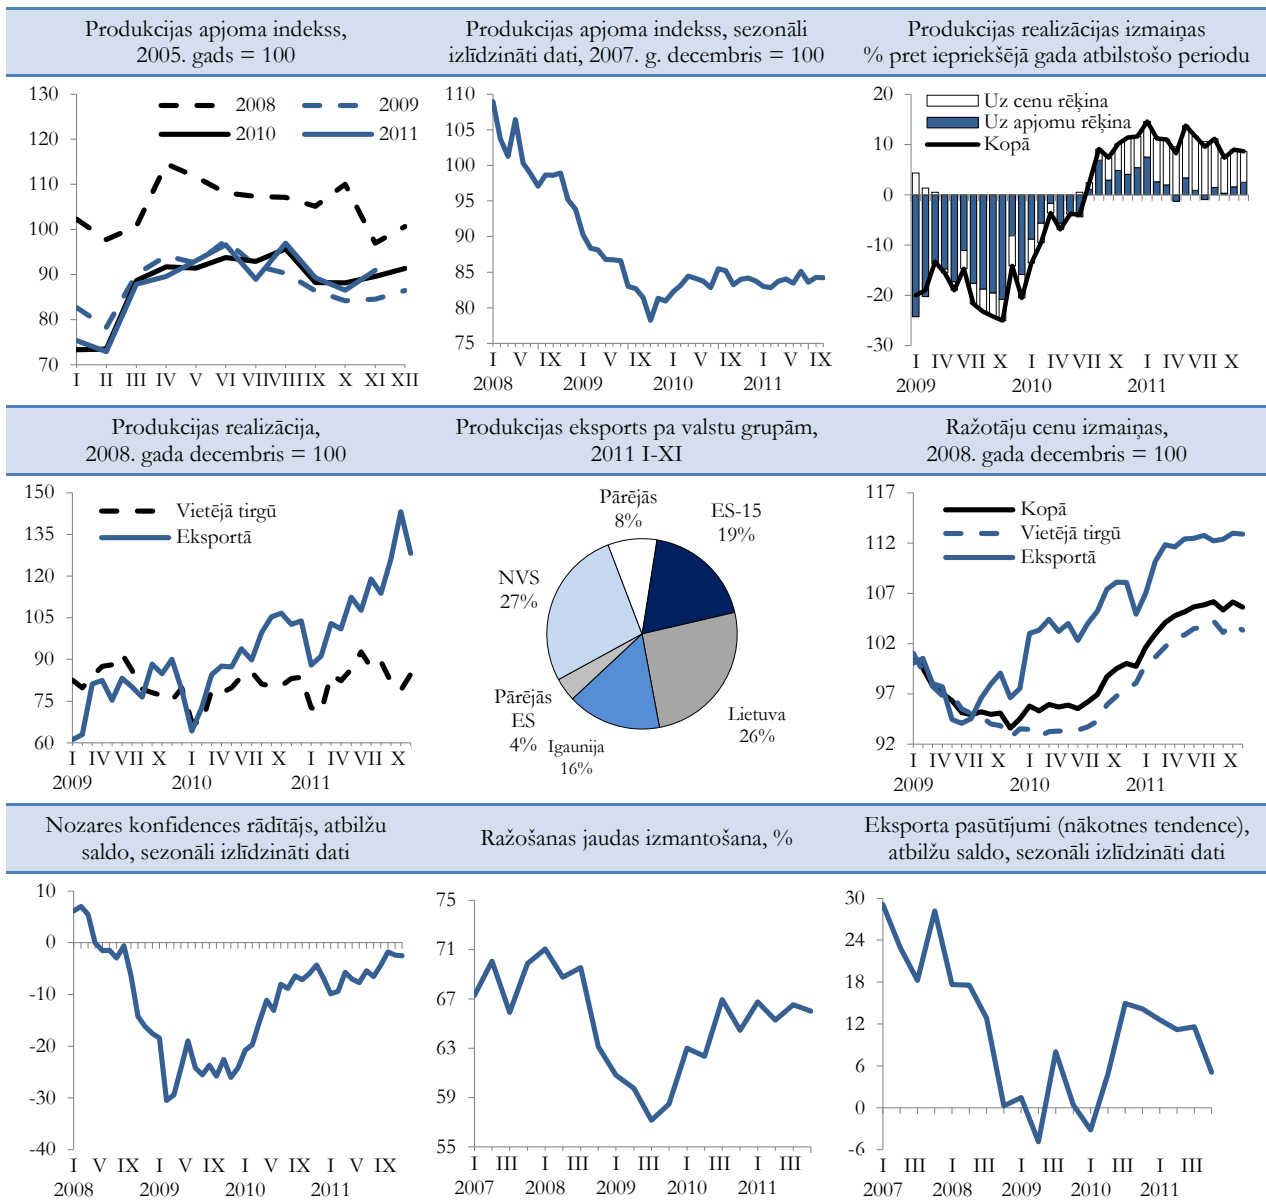 Produkcijas apjoma indekss,
2005. gads = 100
Produkcijas apjoma indekss, sezonāli
izlīdzināti dati, 2007. g. decembris = 100
Produkcijas realizācijas izmaiņas
% pret iepriekšējā gada atbilstošo periodu
130
120
110
100
90
80
70
2008
2009
2010
2011
I II III IV V VI VII VIII IX X XI XII
110
105
100
95
90
85
80
75
I V IX I V IX I V IX I V IX
2008 2009 2010 2011
20
10
0
-10
-20
-30
Uz cenu rēķina
Uz apjomu rēķina
Kopā
I IV VII X I IV VII X I IV VII X
2009 2010 2011
Produkcijas realizācija,
2008. gada decembris = 100
Produkcijas eksports pa valstu grupām,
2011 I-XI
Ražotāju cenu izmaiņas,
2008. gada decembris = 100
150
135
120
105
90
75
60
Vietējā tirgū
Eksportā
I IV VII X I IV VII X I IV VII X
2009 2010 2011
Pārējās
8%
ES-15
19%
NVS
27%
Pārējās
ES
4%
Igaunija
16%
Lietuva
26%
117
112
107
102
97
92
Kopā
Vietējā tirgū
Eksportā
I IV VII X I IV VII X I IV VII X
2009 2010 2011
Nozares konfidences rādītājs, atbilžu
saldo, sezonāli izlīdzināti dati
Ražošanas jaudas izmantošana, %
Eksporta pasūtījumi (nākotnes tendence),
atbilžu saldo, sezonāli izlīdzināti dati
10
0
-10
-20
-30
-40
I V IX I V IX I V IX I V IX
2008 2009 2010 2011
75
71
67
63
59
55
I III I III I III I III I III
2007 2008 2009 2010 2011
30
24
18
12
6
0
-6
I III I III I III I III I III
2007 2008 2009 2010 2011